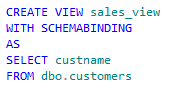 CREATE VIEW sales_view
WITH SCHEMABINDING
AS
SELECT custname
FROM dbo.customers